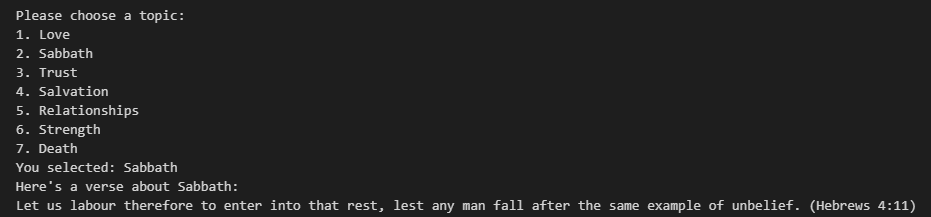 Please choose a topic:
1. Love
2. Sabbath
3. Trust
4. Salvation
5. Relationships
6. Strength
7. Death
You selected: Sabbath
Here's a verse about Sabbath:
Let us labour therefore to enter into that rest, lest any man fall after the same example of unbelief. (Hebrews 4:11)